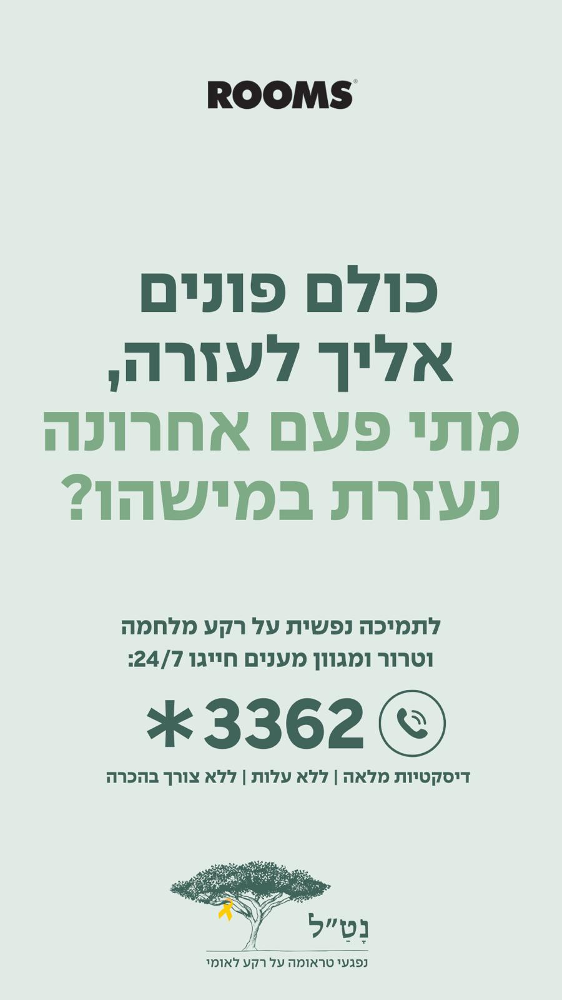 ROOMS®
כולם פונים
אליך לעזרה,
מתי פעם אחרונה
נעזרת במישהו?
לתמיכה נפשית על רקע מלחמה
וטרור ומגוון מענים חייגו 24/7:
*3362
דיסקטיות מלאה | ללא עלות | ללא צורך בהכרה
נָטַ״ל
נפגעי טראומה על רקע לאומי